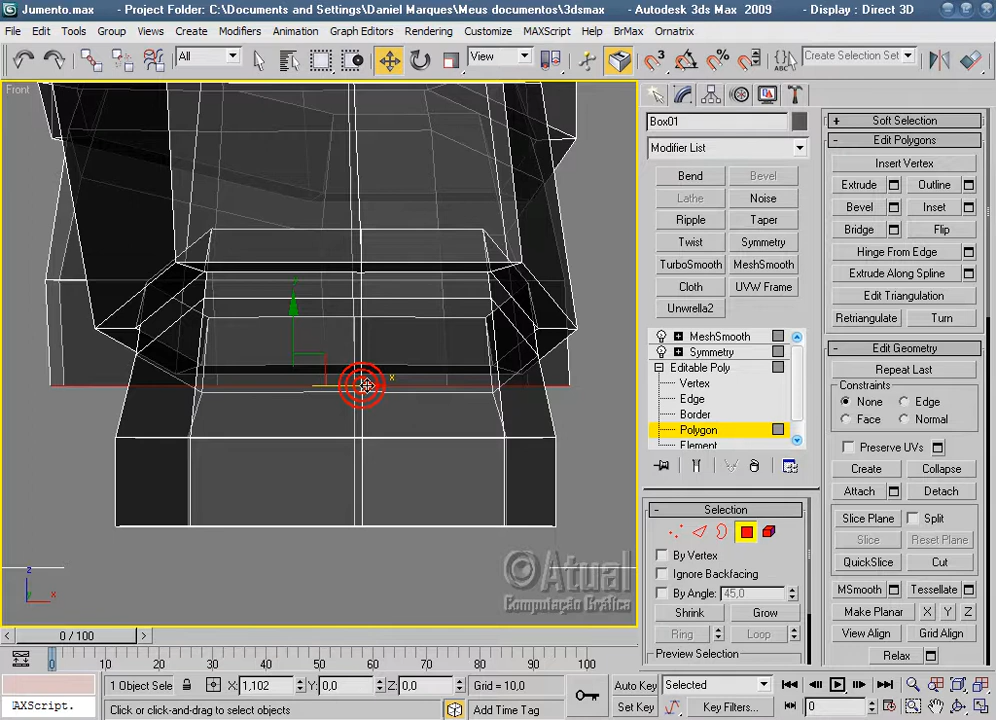 Jumento.max - Project Folder: C:\Documents and Settings\Daniel Marques\Meus documentos\3dsmax - Autodesk 3ds Max 2009 - Display : Direct 3D
File Edit Tools Group Views Create Modifiers Animation Graph Editors Rendering Customize MAXScript Help BrMax Ornatrix
All View Create Selection Set
Front
Box01
Modifier List
Bend Bevel
Lathe Noise
Ripple Taper
Twist Symmetry
TurboSmooth MeshSmooth
Cloth UVW Frame
Unwrella2
MeshSmooth
Symmetry
Editable Poly
Vertex
Edge
Border
Polygon
Element
Selection
By Vertex
Ignore Backfacing
By Angle: 45,0
Shrink Grow
Ring Loop
Preview Selection
+ Soft Selection
- Edit Polygons
Insert Vertex
Extrude Outline
Bevel Inset
Bridge Flip
Hinge From Edge
Extrude Along Spline
Edit Triangulation
Retriangulate Turn
- Edit Geometry
Repeat Last
Constraints
None Edge
Face Normal
Preserve UVs
Create Collapse
Attach Detach
Slice Plane Split
Slice Reset Plane
QuickSlice Cut
MSmooth Tessellate
Make Planar X Y Z
View Align Grid Align
Relax
x
z
x
©Atual
Computação Gráfica
< 0 / 100 >
0 10 20 30 40 50 60 70 80 90 100
1 Object Sele X: 1,102 Y: 0,0 Z: 0,0 Grid = 10,0
Auto Key Selected
AXScript. Click or click-and-drag to select objects Add Time Tag
Set Key Key Filters... 0